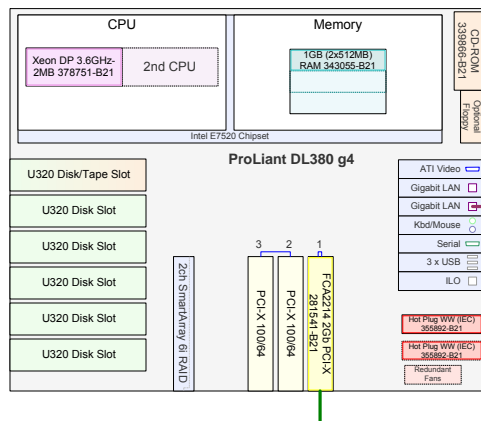 CPU
Memory
Xeon DP 3.6GHz-
2MB 378751-B21
2nd CPU
1GB (2x512MB)
RAM 343055-B21
CD-ROM
339866-B21
Optional
Floppy
Intel E7520 Chipset
ProLiant DL380 g4
U320 Disk/Tape Slot
U320 Disk Slot
U320 Disk Slot
U320 Disk Slot
U320 Disk Slot
U320 Disk Slot
2ch SmartArray 6i RAID
3
2
1
PCI-X 100/64
PCI-X 100/64
FCA2214 2Gb PCI-X
281541-B21
ATI Video
Gigabit LAN
Gigabit LAN
Kbd/Mouse
Serial
3 x USB
ILO
Hot Plug WW (IEC)
355892-B21
Hot Plug WW (IEC)
355892-B21
Redundant
Fans